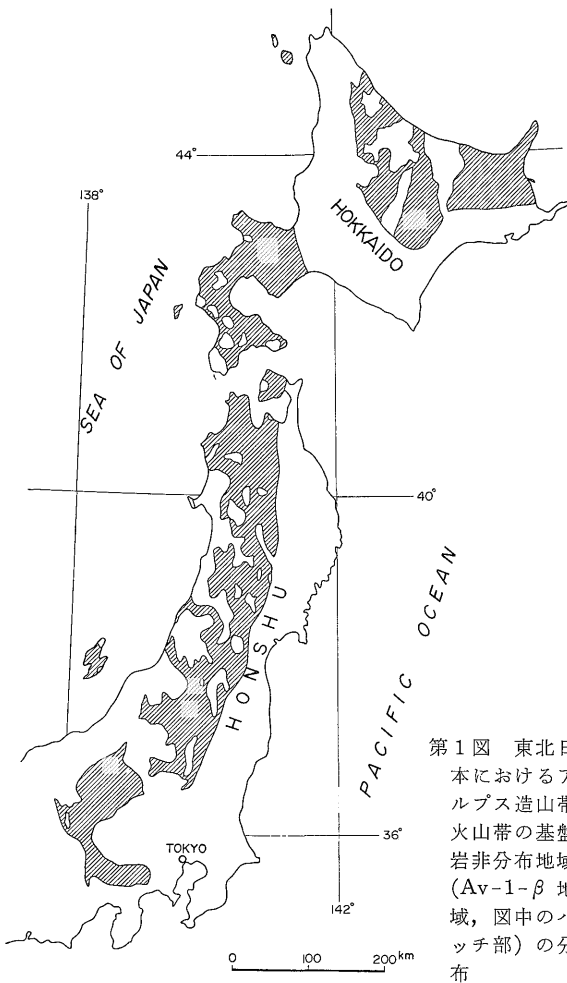 44°
138°
HOKKAIDO
SEA OF JAPAN
40°
HONSHU
PACIFIC OCEAN
第1図 東北日
本におけるア
ルプス造山帯
火山帯の基盤
岩非分布地域
(Av-1-β 地
域，図中のハ
ッチ部) の分
布
36°
TOKYO
142°
0 100 200km